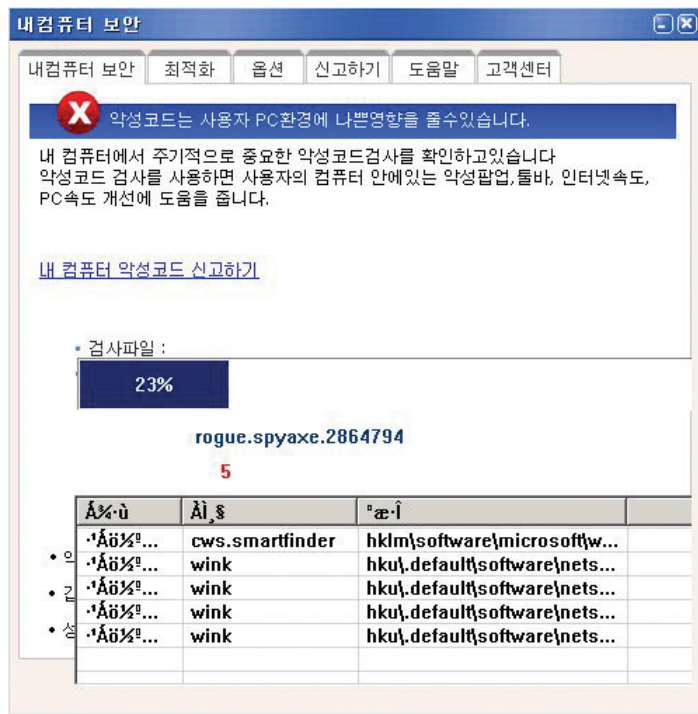 내컴퓨터 보안
내컴퓨터 보안 최적화 옵션 신고하기 도움말 고객센터
악성코드는 사용자 PC환경에 나쁜영향을 줄수있습니다.
내 컴퓨터에서 주기적으로 중요한 악성코드검사를 확인하고있습니다
악성코드 검사를 사용하면 사용자의 컴퓨터 안에있는 악성팝업,툴바, 인터넷속도,
PC속도 개선에 도움을 줍니다.
내 컴퓨터 악성코드 신고하기
검사파일 :
23%
rogue.spyaxe.2864794
5
Á¾·ù ÀÌ¸§ °æ·Î
·¹Áö½º... cws.smartfinder hklm\software\microsoft\w...
·¹Áö½º... wink hku\.default\software\nets...
·¹Áö½º... wink hku\.default\software\nets...
·¹Áö½º... wink hku\.default\software\nets...
·¹Áö½º... wink hku\.default\software\nets...